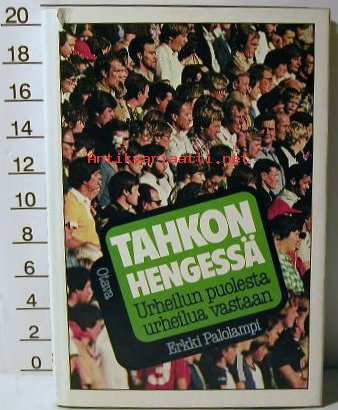 20
18
16
14
12
10
8
6
4
2
0
Antikvariaatti.net
TAHKON
HENGESSÄ
Urheilun puolesta
urheilua vastaan
Erkki Palolampi
Otava